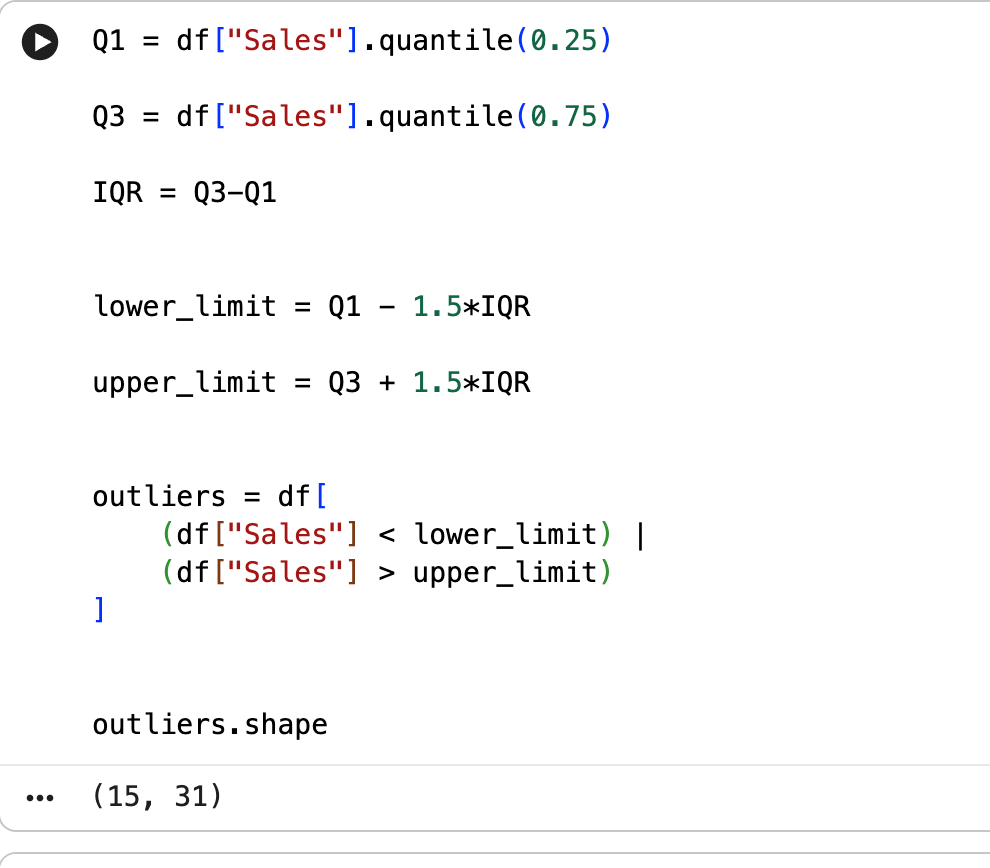 Q1 = df["Sales"].quantile(0.25)
Q3 = df["Sales"].quantile(0.75)
IQR = Q3-Q1
lower_limit = Q1 - 1.5*IQR
upper_limit = Q3 + 1.5*IQR
outliers = df[
    (df["Sales"] < lower_limit) |
    (df["Sales"] > upper_limit)
]
outliers.shape
(15, 31)